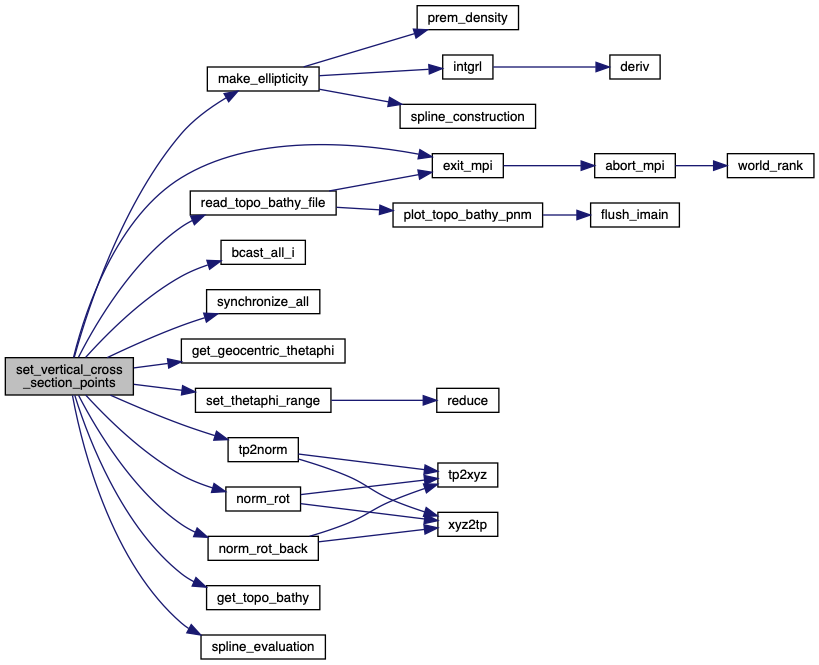 prem_density
make_ellipticity
intgrl
deriv
spline_construction
exit_mpi
abort_mpi
world_rank
read_topo_bathy_file
plot_topo_bathy_pnm
flush_imain
bcast_all_i
synchronize_all
get_geocentric_thetaphi
set_vertical_cross
_section_points
set_thetaphi_range
reduce
tp2norm
tp2xyz
norm_rot
xyz2tp
norm_rot_back
get_topo_bathy
spline_evaluation